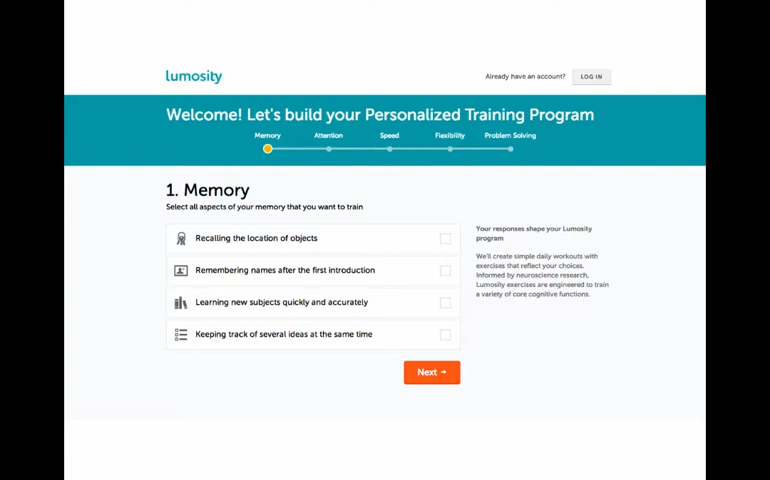 lumosity
Already have an account?
LOG IN
Welcome! Let's build your Personalized Training Program
Memory
Attention
Speed
Flexibility
Problem Solving
1. Memory
Select all aspects of your memory that you want to train
Recalling the location of objects
Remembering names after the first introduction
Learning new subjects quickly and accurately
Keeping track of several ideas at the same time
Next →
Your responses shape your Lumosity
program
We'll create simple daily workouts with
exercises that reflect your choices.
Informed by neuroscience research,
Lumosity exercises are engineered to train
a variety of core cognitive functions.